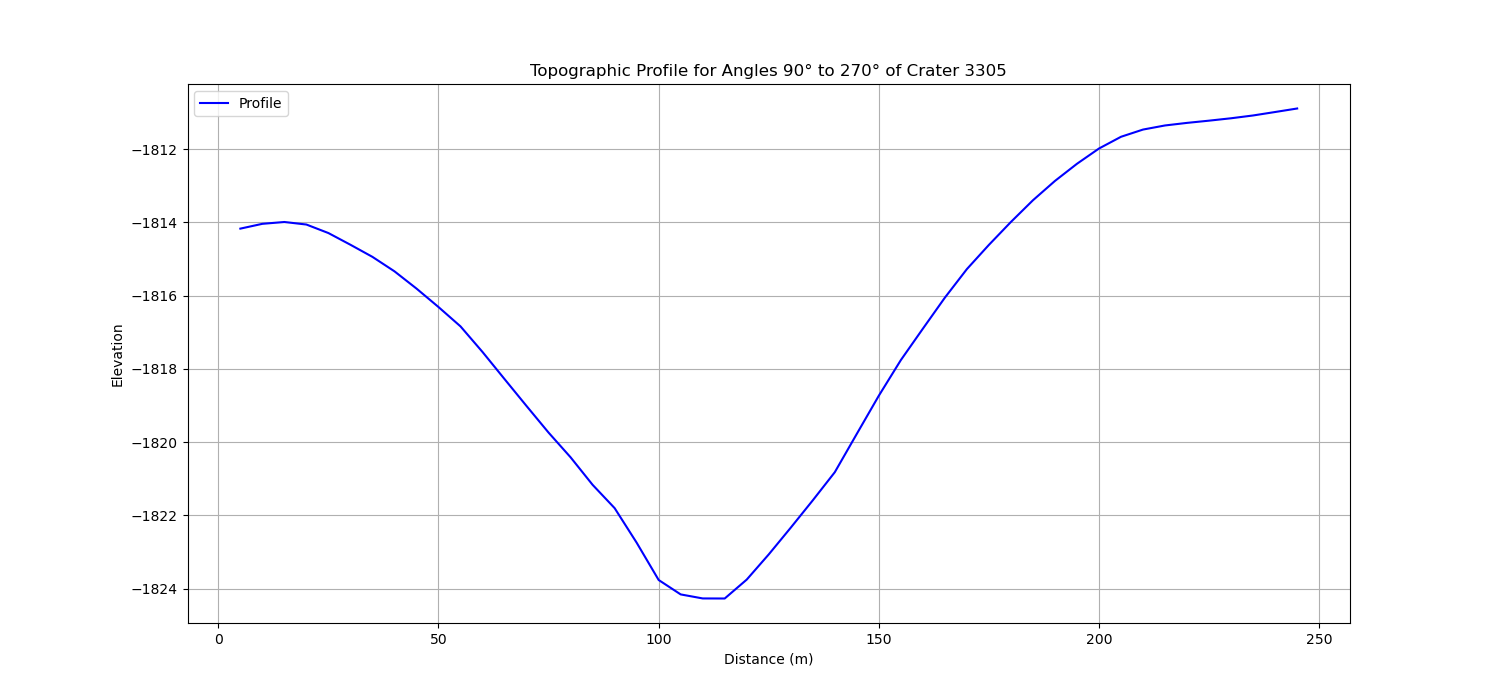 Topographic Profile for Angles 90° to 270° of Crater 3305
Profile
−1812
−1814
−1816
−1818
−1820
−1822
−1824
Elevation
0 50 100 150 200 250
Distance (m)